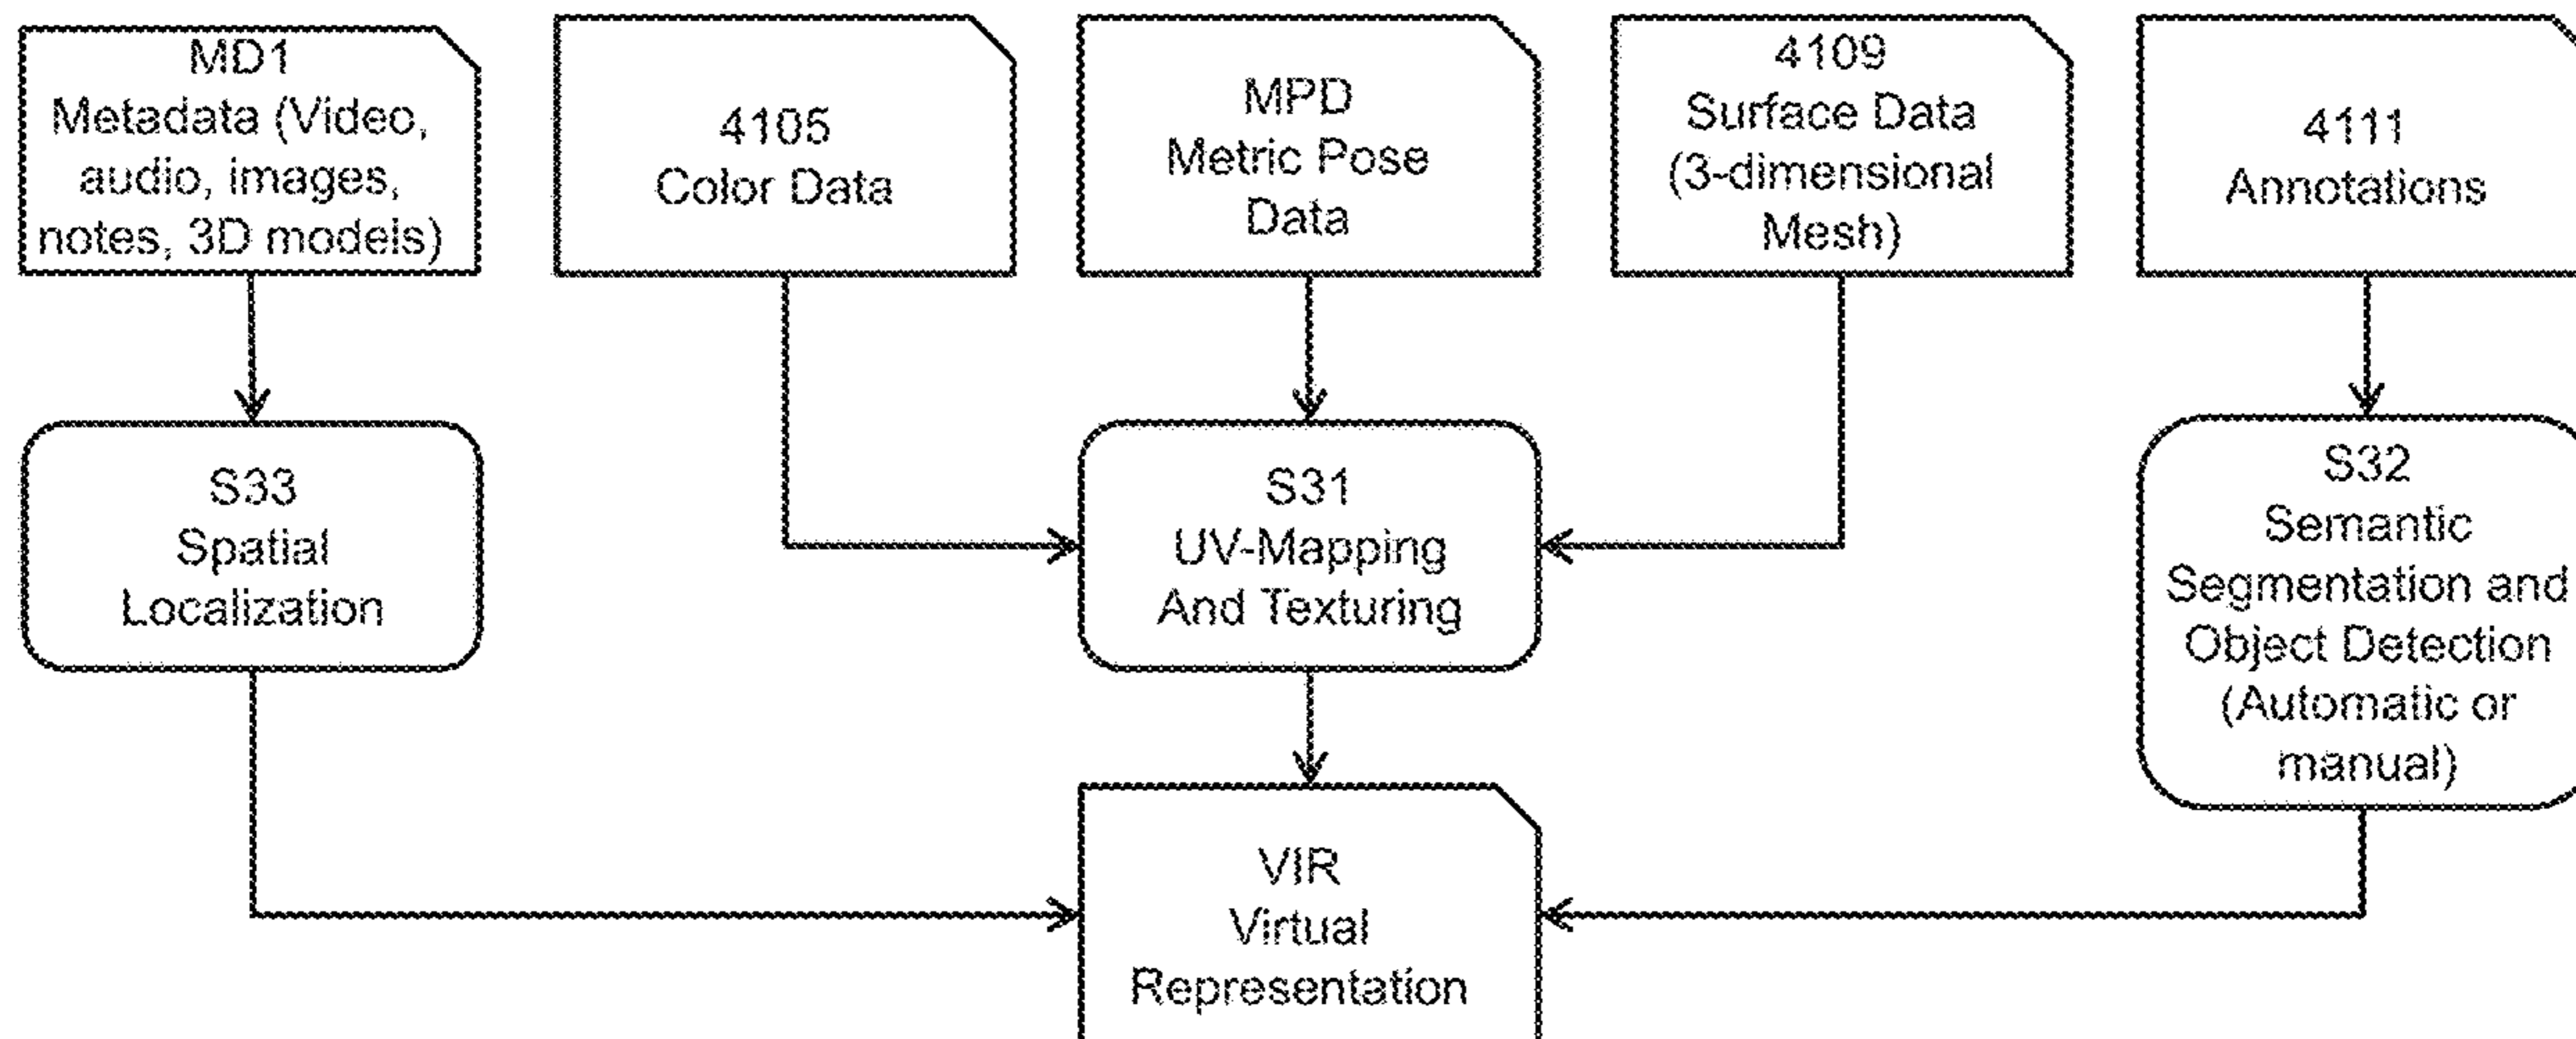 MD1
Metadata (Video,
audio, images,
notes, 3D models)
4105
Color Data
MPD
Metric Pose
Data
4109
Surface Data
(3-dimensional
Mesh)
4111
Annotations
S33
Spatial
Localization
S31
UV-Mapping
And Texturing
S32
Semantic
Segmentation and
Object Detection
(Automatic or
manual)
VIR
Virtual
Representation